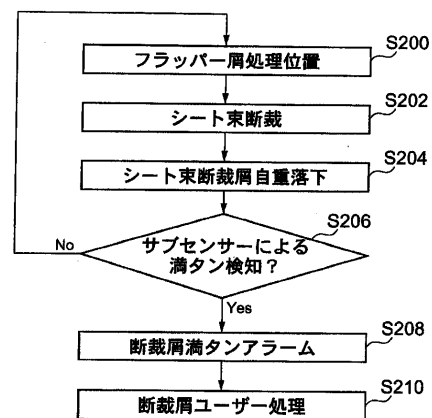 フラッパー屑処理位置
S200
シート束断裁
S202
シート束断裁屑自重落下
S204
サブセンサーによる
満タン検知？
S206
No
Yes
断裁屑満タンアラーム
S208
断裁屑ユーザー処理
S210